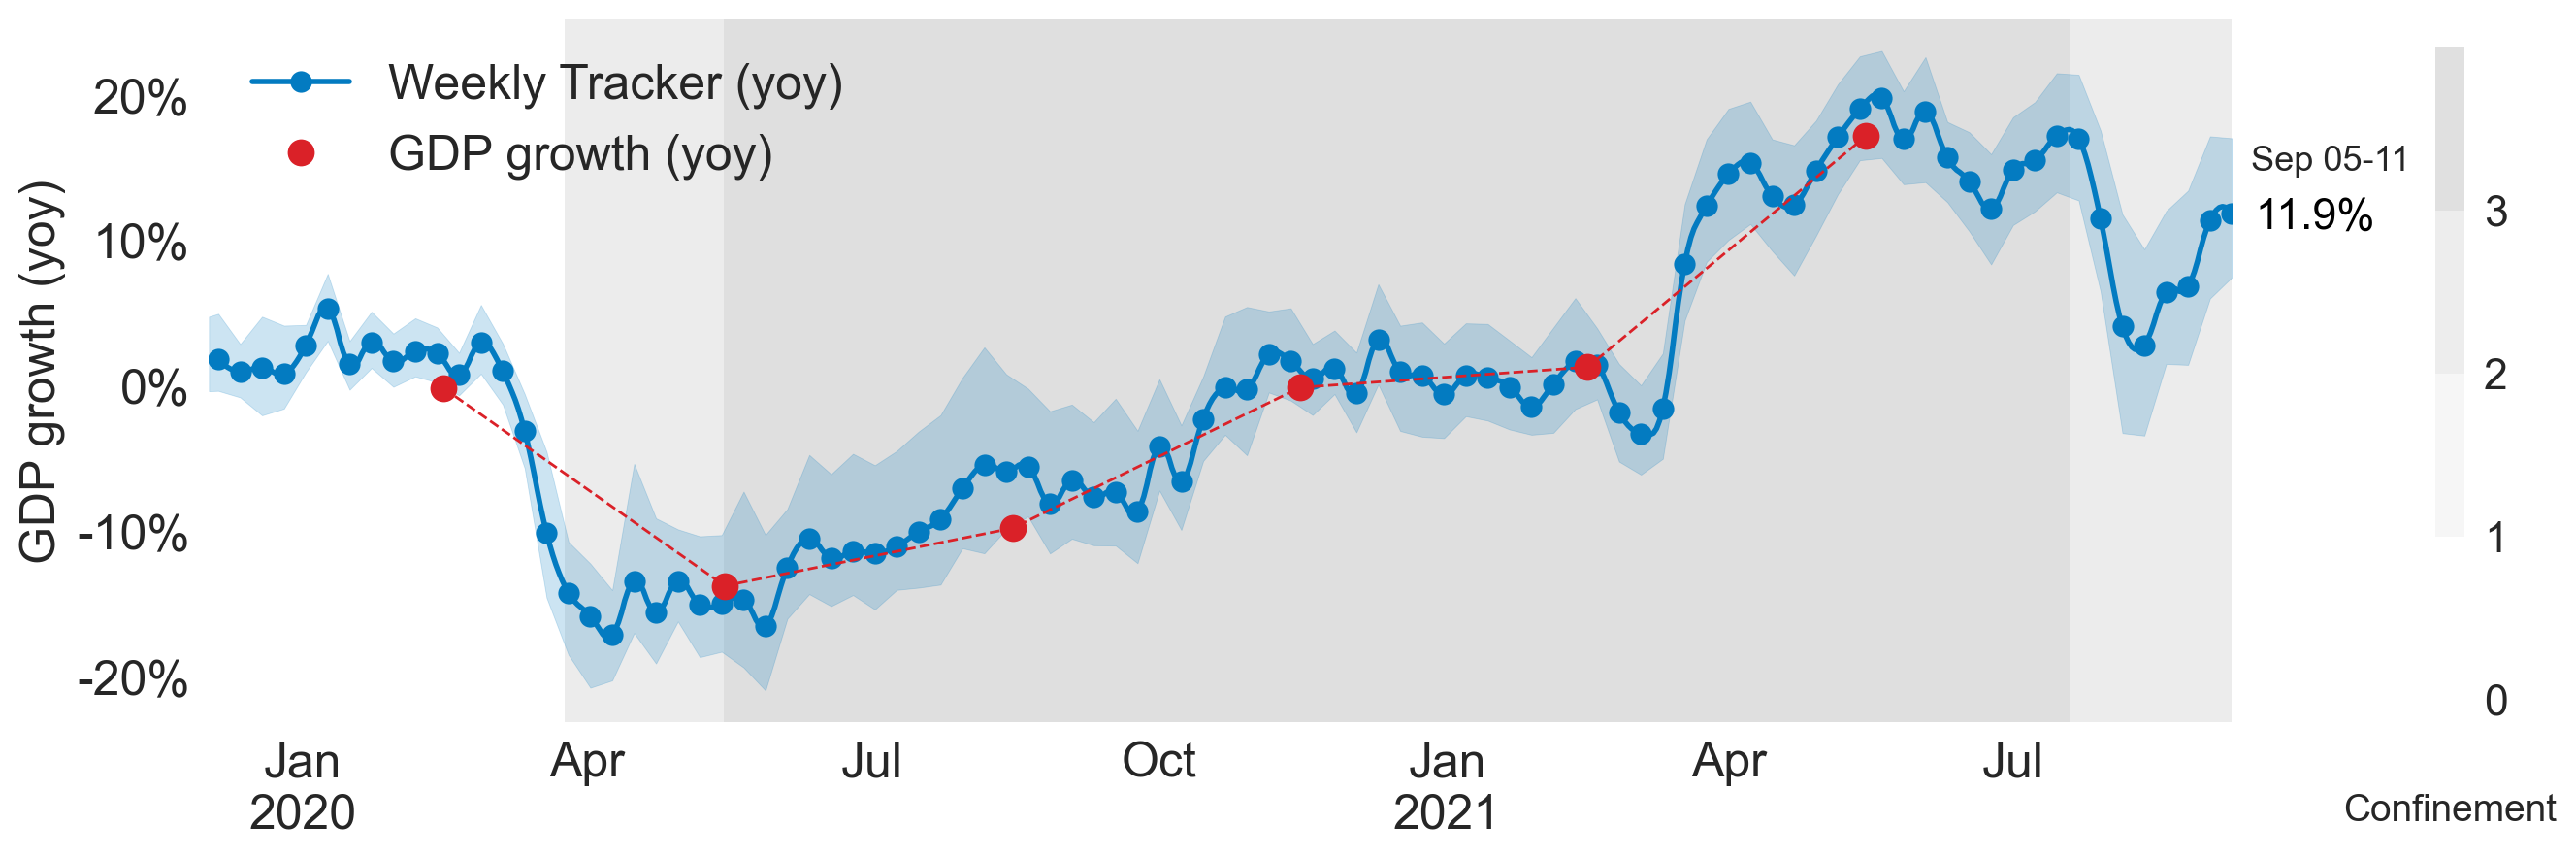 Weekly Tracker (yoy)
GDP growth (yoy)
GDP growth (yoy)
20%
10%
0%
-10%
-20%
Jan
2020
Apr
Jul
Oct
Jan
2021
Apr
Jul
Sep 05-11
11.9%
3
2
1
0
Confinement